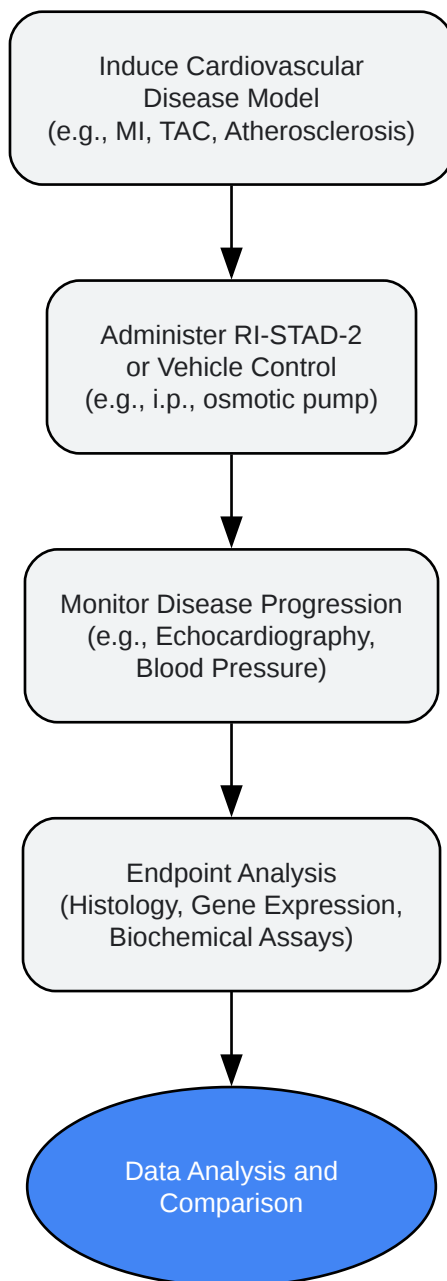 Induce Cardiovascular
Disease Model
(e.g., MI, TAC, Atherosclerosis)
Administer RI-STAD-2
or Vehicle Control
(e.g., i.p., osmotic pump)
Monitor Disease Progression
(e.g., Echocardiography,
Blood Pressure)
Endpoint Analysis
(Histology, Gene Expression,
Biochemical Assays)
Data Analysis and
Comparison